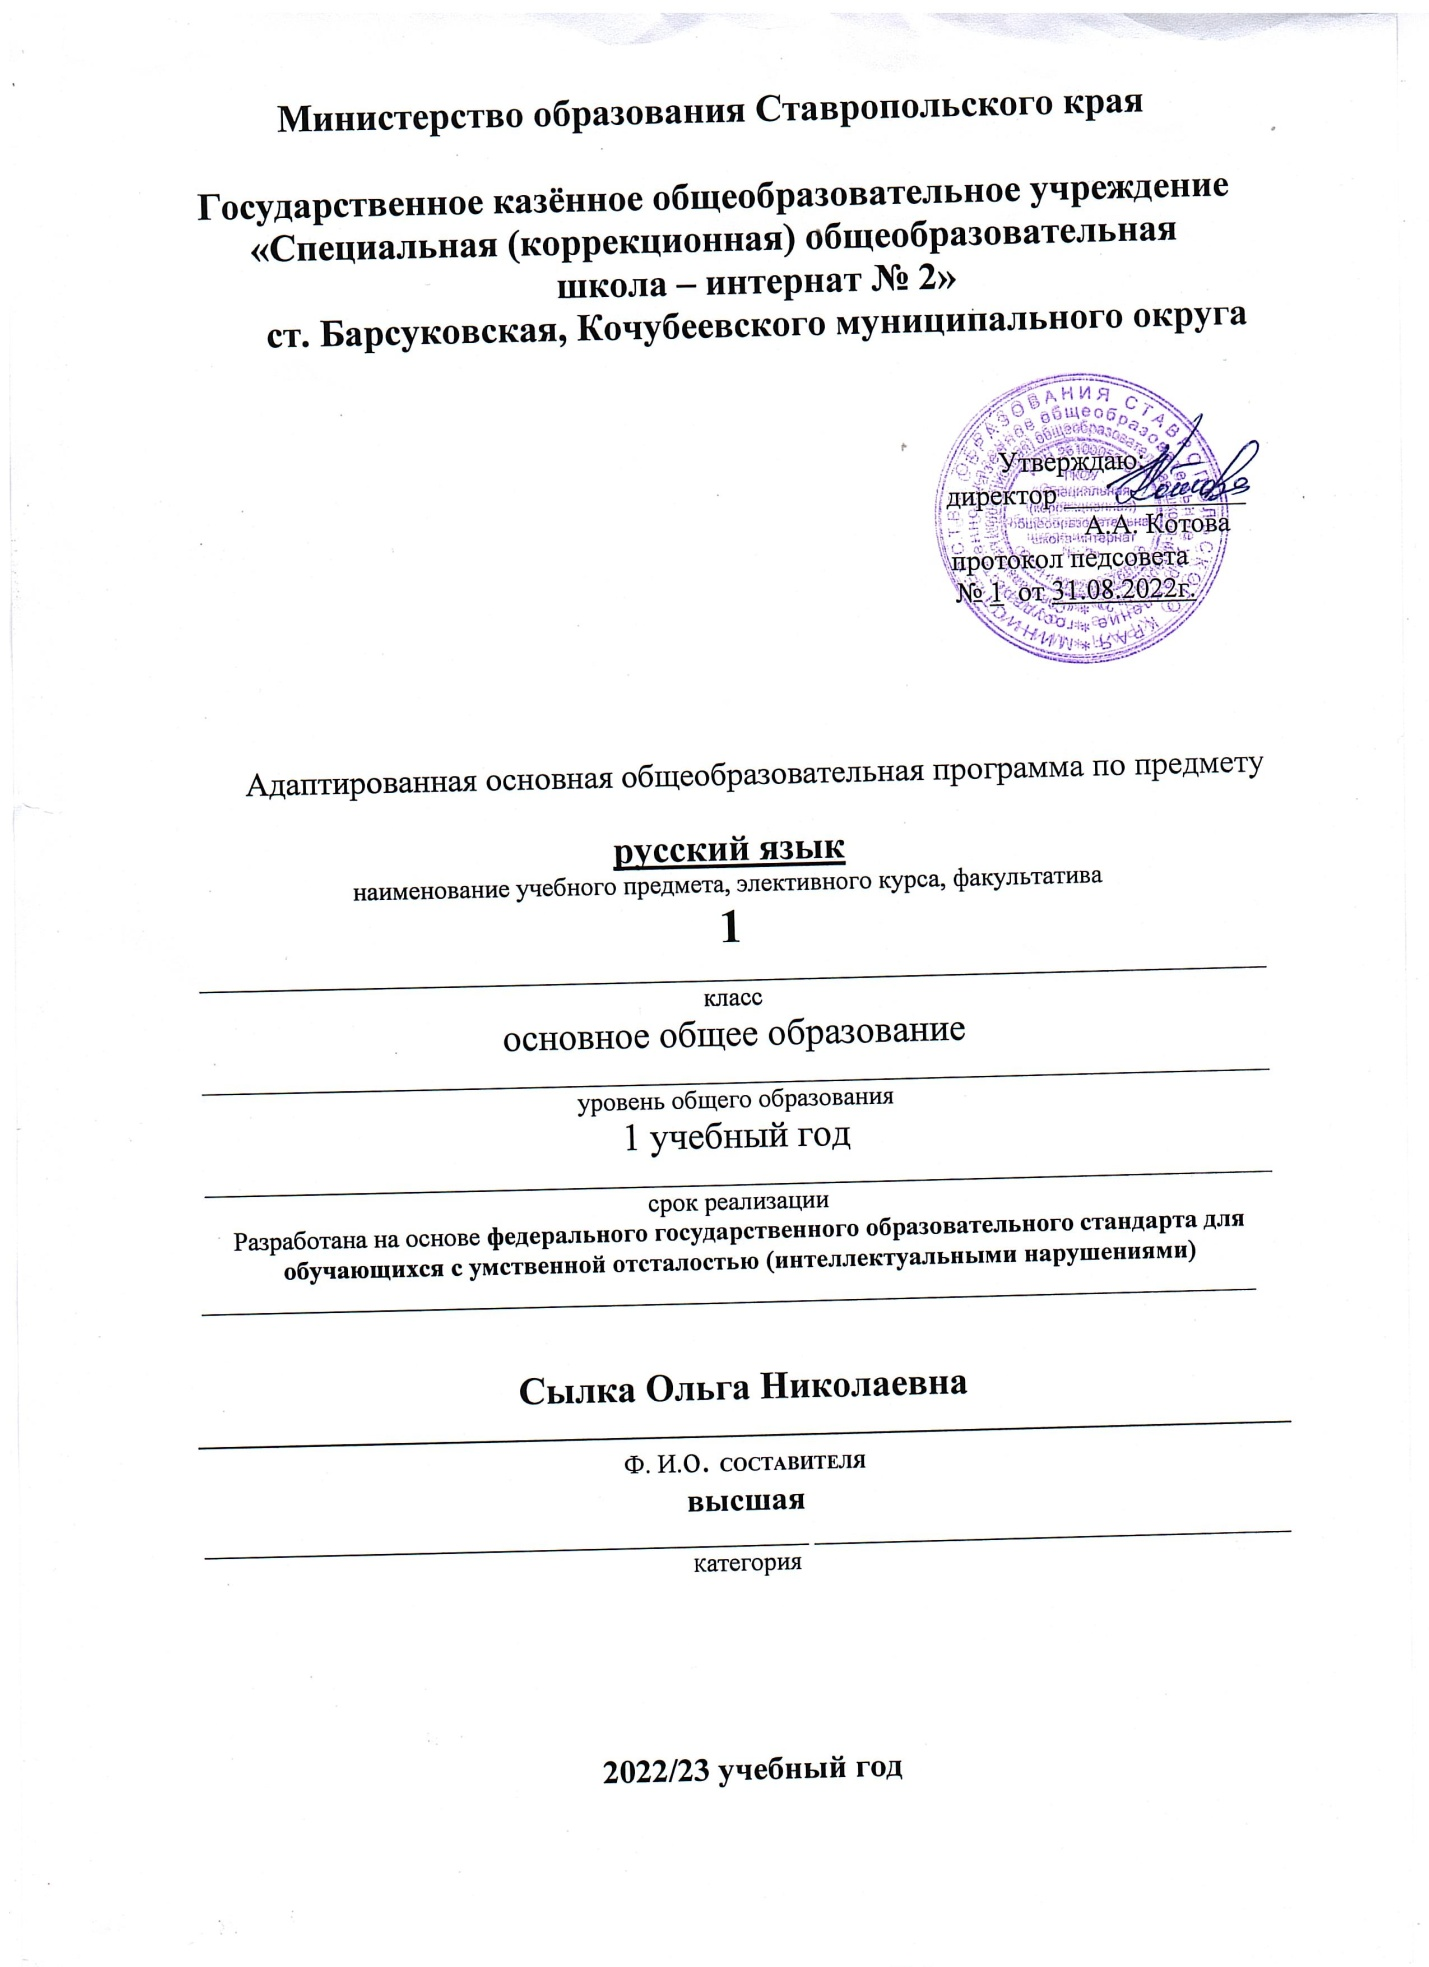 Министерство образования Ставропольского края
Государственное казённое общеобразовательное учреждение
«Специальная (коррекционная) общеобразовательная
школа – интернат № 2»
ст. Барсуковская, Кочубеевского муниципального округа
Утверждаю:
директор
А.А. Котова
протокол педсовета
№ 1 от 31.08.2022г.
Адаптированная основная общеобразовательная программа по предмету
русский язык
наименование учебного предмета, элективного курса, факультатива
1
класс
основное общее образование
уровень общего образования
1 учебный год
срок реализации
Разработана на основе федерального государственного образовательного стандарта для
обучающихся с умственной отсталостью (интеллектуальными нарушениями)
Сылка Ольга Николаевна
Ф. И.О. СОСТАВИТЕЛЯ
высшая
категория
2022/23 учебный год